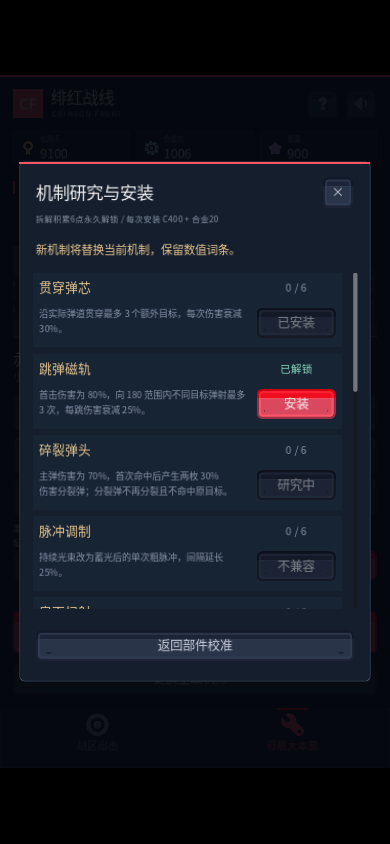 CF
绯红战线
?
9100
1006
900
机制研究与安装
×
拆解积累6点永久解锁 / 每次安装 C400 + 合金20
新机制将替换当前机制，保留数值词条。
贯穿弹芯
0 / 6
沿实际弹道贯穿最多 3 个额外目标，每次伤害衰减
30%。
已安装
跳弹磁轨
已解锁
首击伤害为 80%，向 180 范围内不同目标弹射最多
3 次，每跳伤害衰减 25%。
安装
碎裂弹头
0 / 6
主弹伤害为 70%，首次命中后产生两枚 30%
伤害分裂弹；分裂弹不再分裂且不命中原目标。
研究中
脉冲调制
0 / 6
持续光束改为蓄光后的单次粗脉冲，间隔延长
25%。
不兼容
返回部件校准